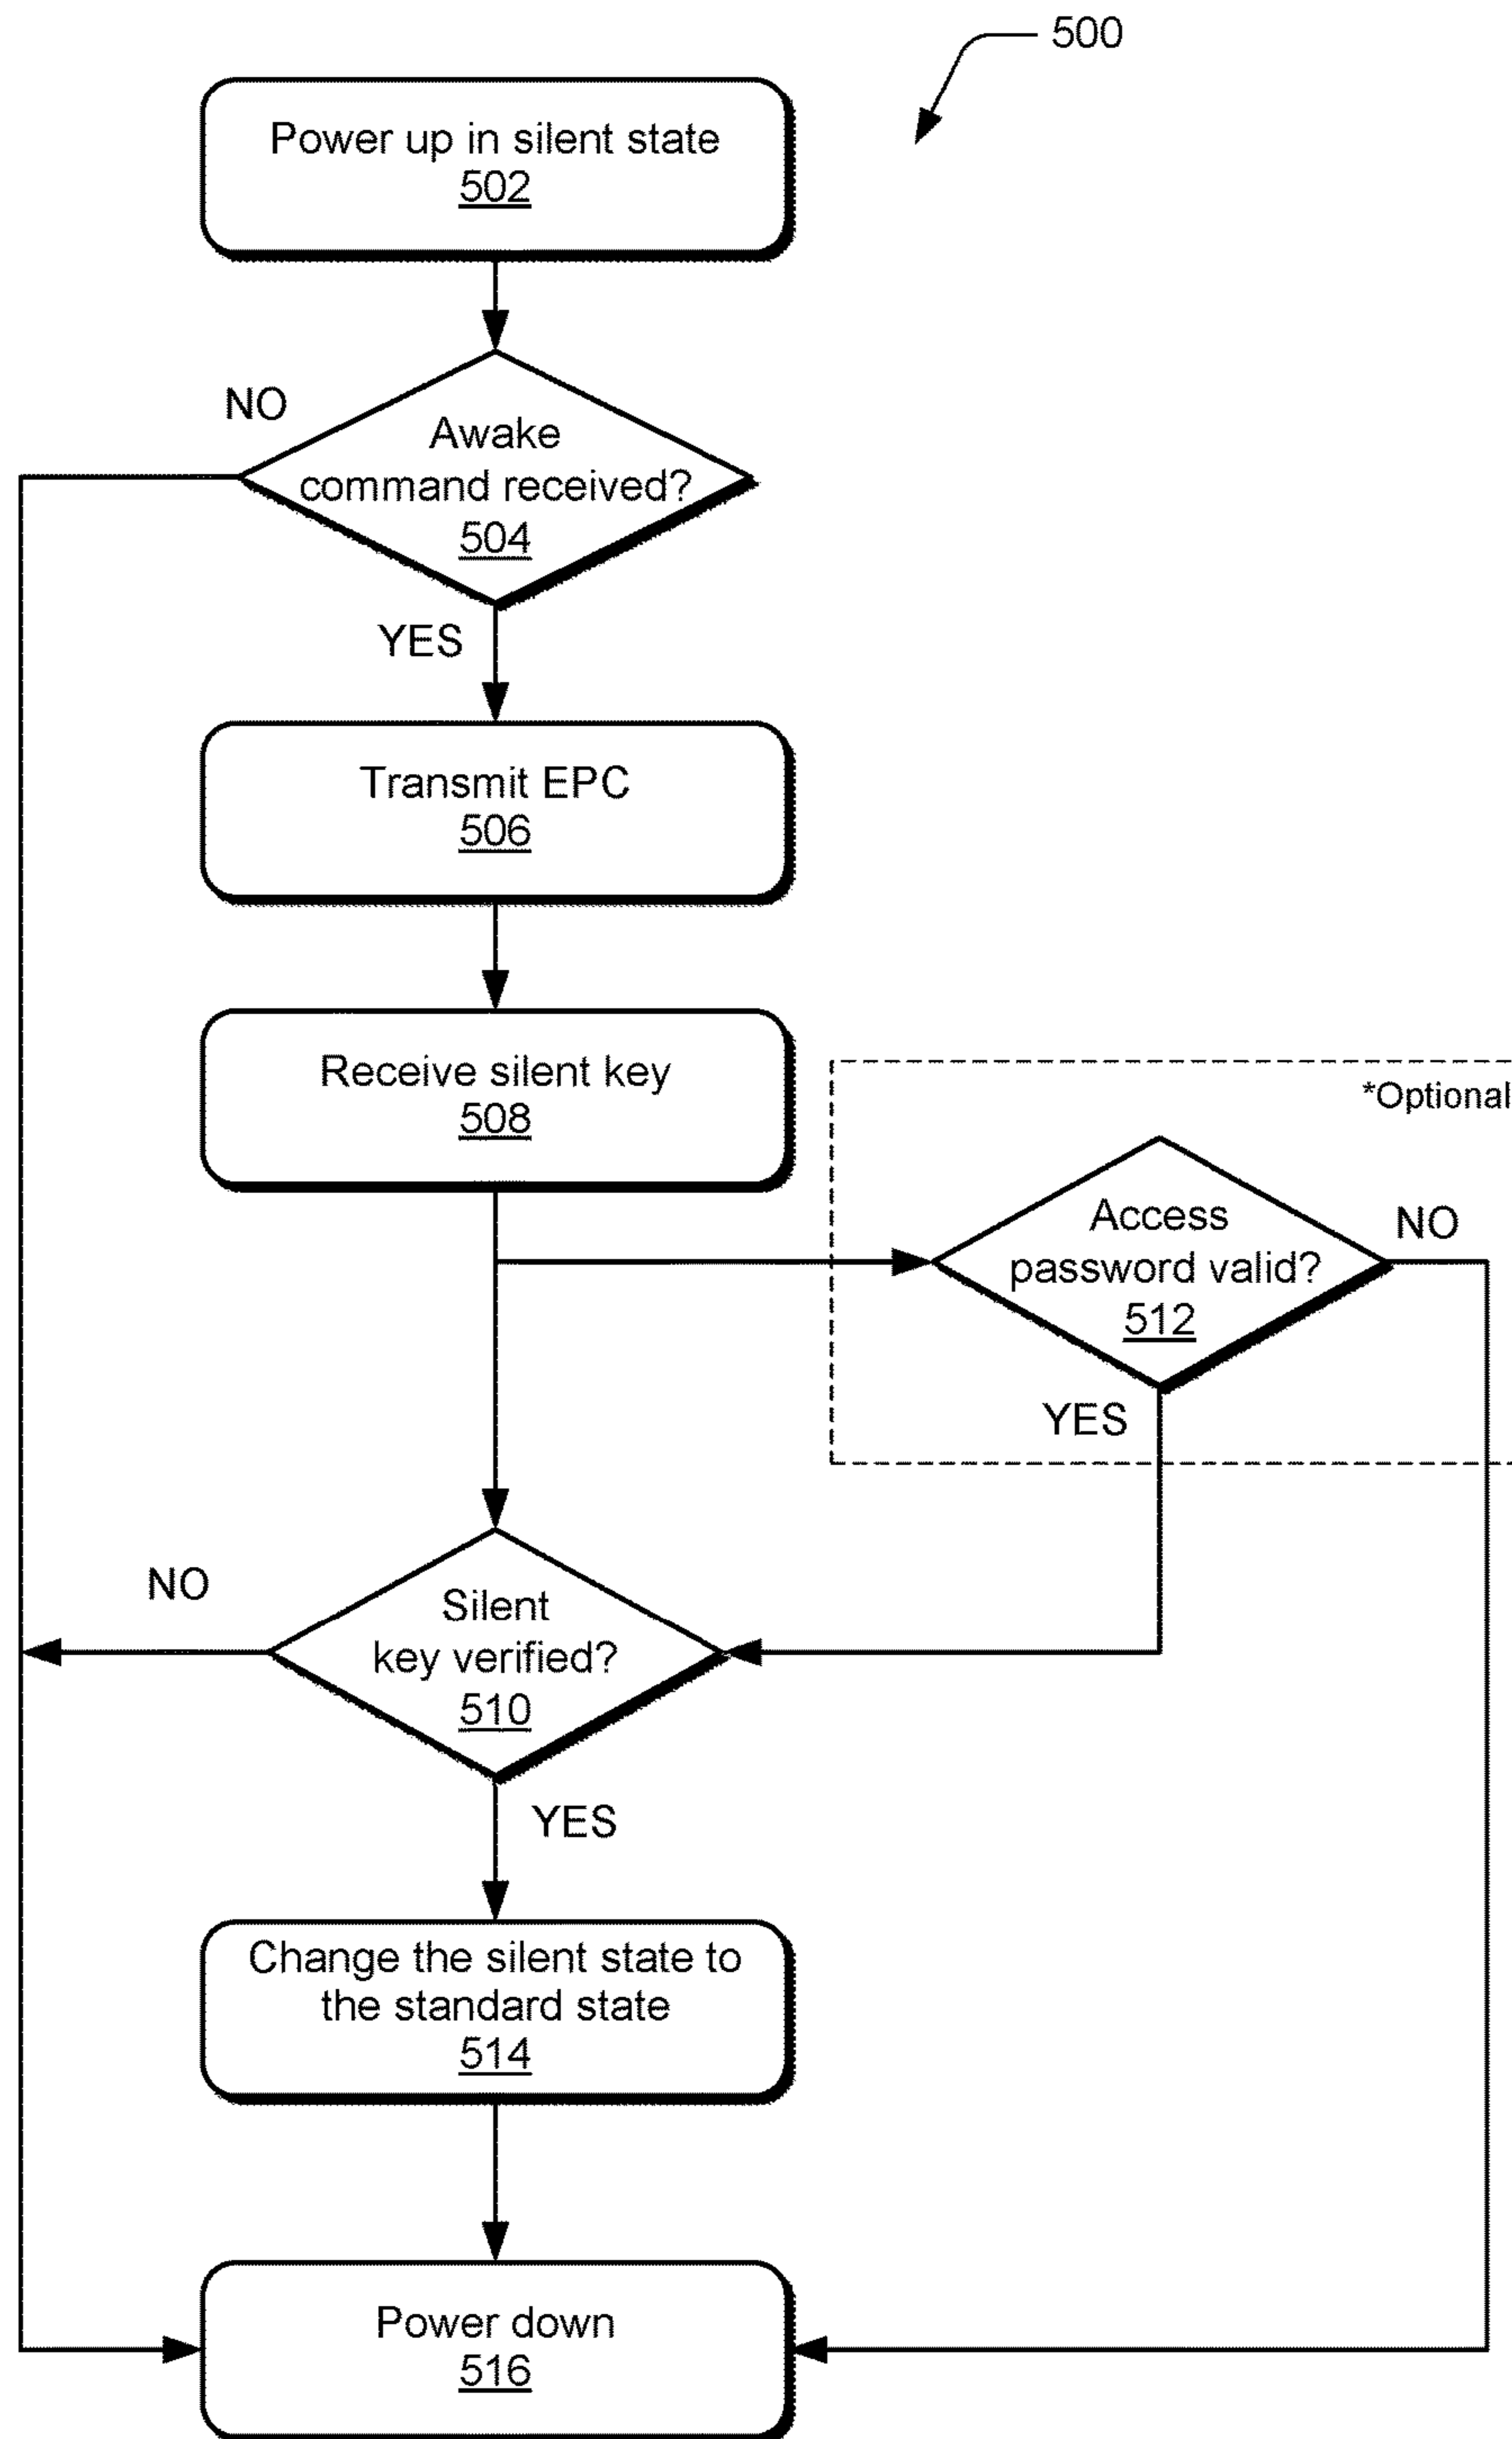 500
Power up in silent state
502
NO
Awake
command received?
504
YES
Transmit EPC
506
Receive silent key
508
*Optional
Access
password valid?
512
NO
YES
NO
Silent
key verified?
510
YES
Change the silent state to
the standard state
514
Power down
516